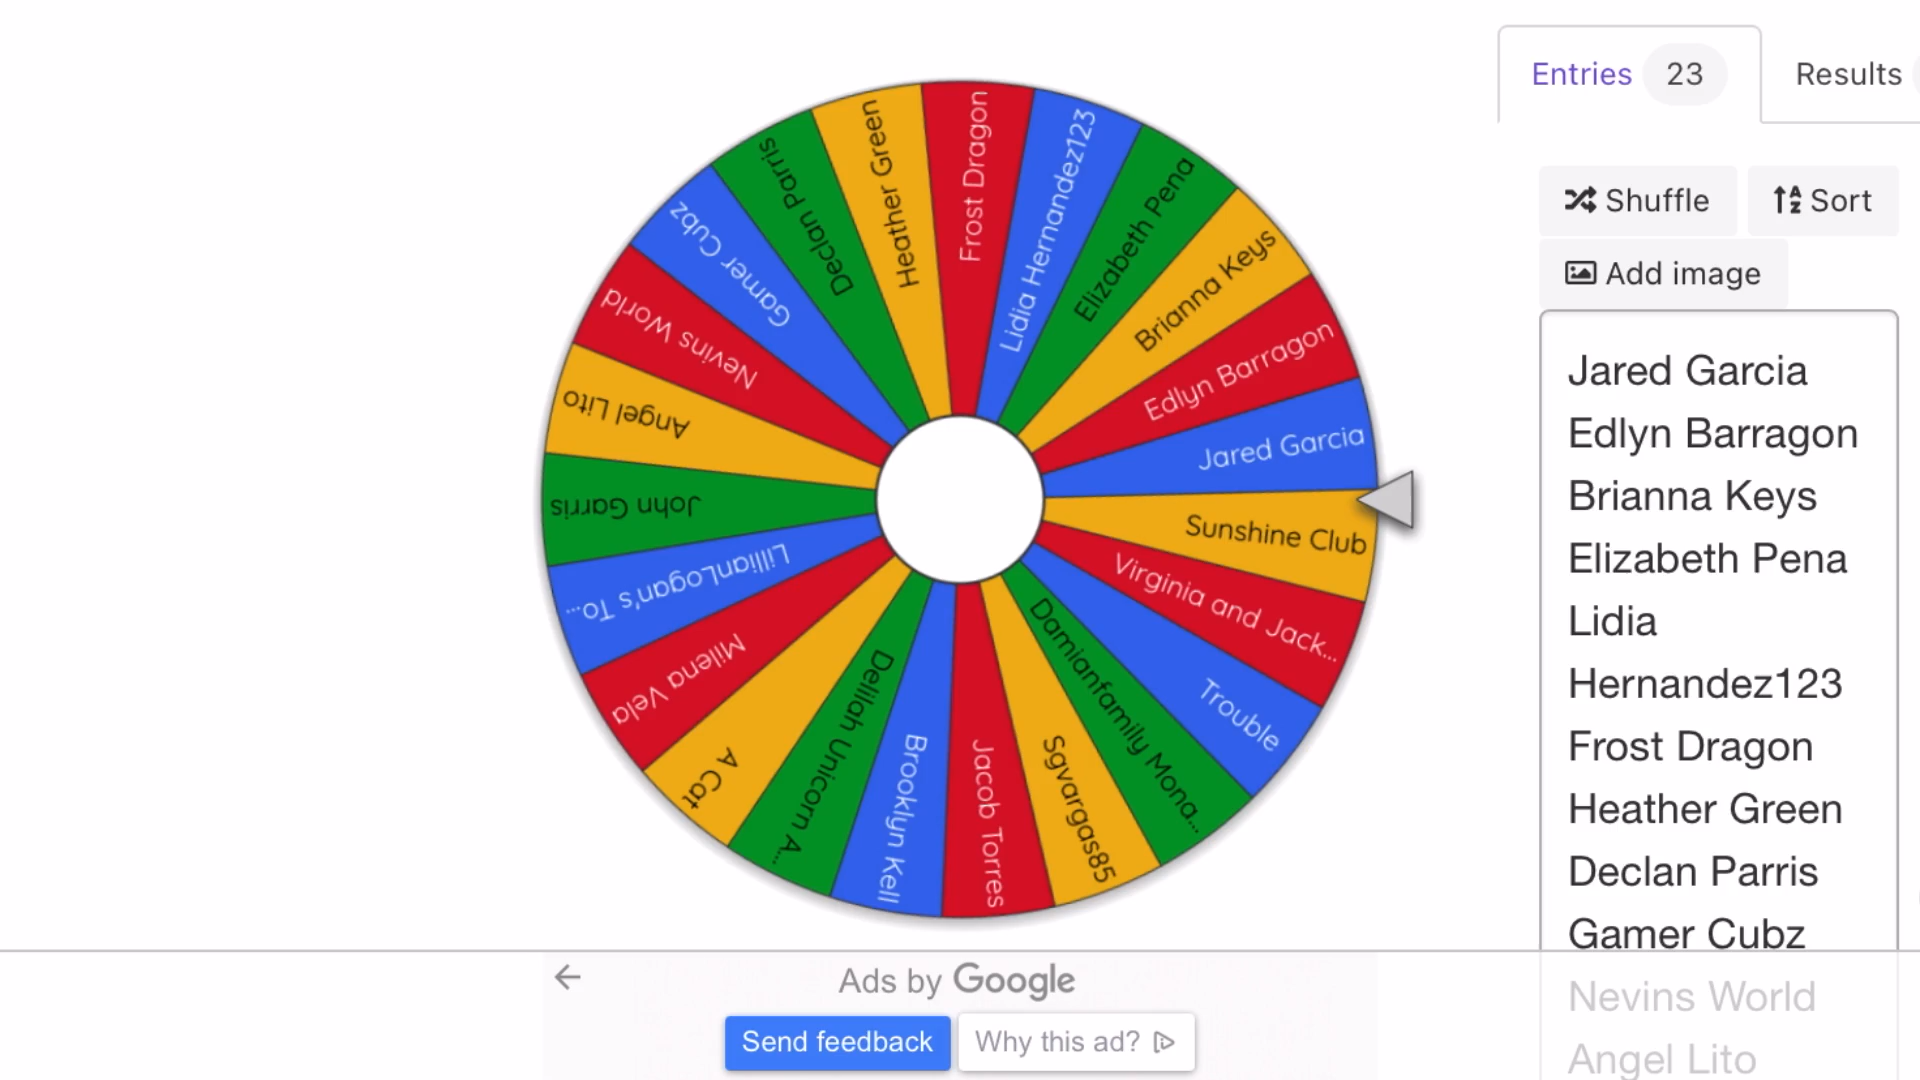 Entries 23
Results
Shuffle
Sort
Add image
Jared Garcia
Edlyn Barragon
Brianna Keys
Elizabeth Pena
Lidia
Hernandez123
Frost Dragon
Heather Green
Declan Parris
Gamer Cubz
Nevins World
Angel Lito
Frost Dragon
Lidia Hernandez123
Elizabeth Pena
Brianna Keys
Edlyn Barragon
Jared Garcia
Sunshine Club
Virginia and Jack...
Trouble
Damianfamily Mona...
Sgvargas85
Jacob Torres
Brooklyn Kell
Delilah Unicorn A...
A Cat
Milena Vela
LillianLogan's To...
John Garris
Angel Lito
Nevins World
Gamer Cubz
Declan Parris
Heather Green
Ads by Google
Send feedback
Why this ad?